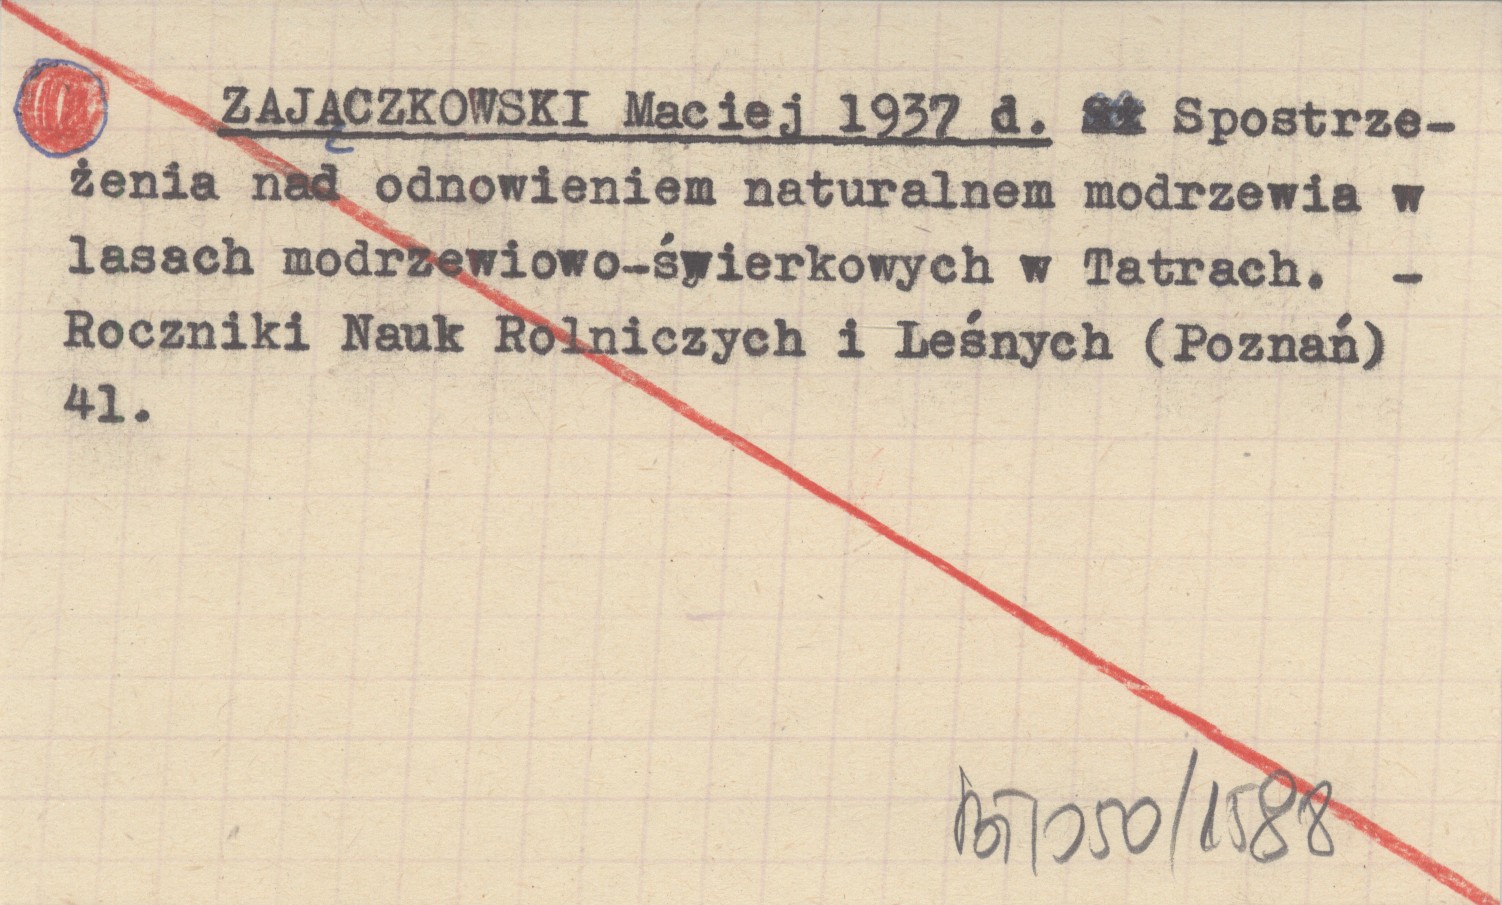 ZAJĄCZKOWSKI Maciej 1937 d. Spostrze-
żenia nad odnowieniem naturalnem modrzewia w
lasach modrzewiowo-świerkowych w Tatrach. -
Roczniki Nauk Rolniczych i Leśnych (Poznań)
41.
/1588